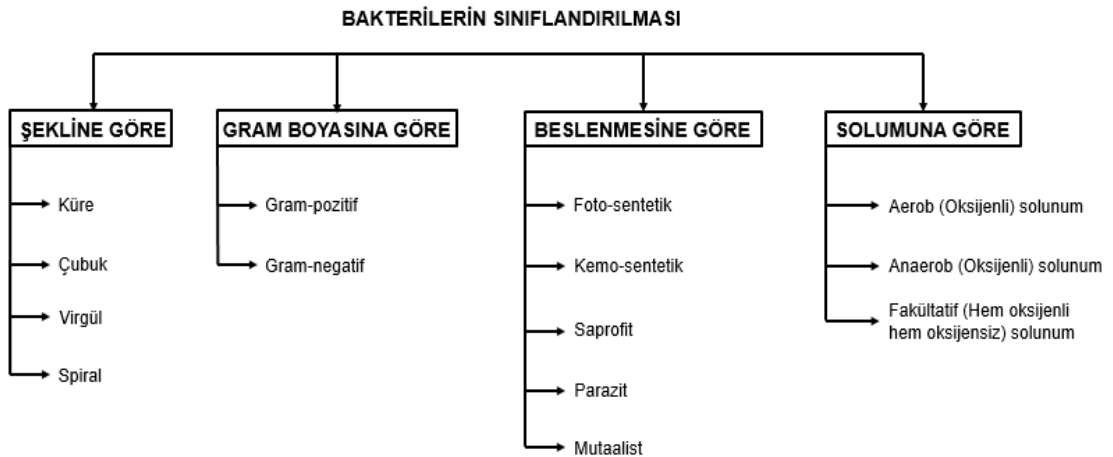 BAKTERİLERİN SINIFLANDIRILMASI
ŞEKLİNE GÖRE
Küre
Çubuk
Virgül
Spiral
GRAM BOYASINA GÖRE
Gram-pozitif
Gram-negatif
BESLENMESİNE GÖRE
Foto-sentetik
Kemo-sentetik
Saprofit
Parazit
Mutaalist
SOLUMUNA GÖRE
Aerob (Oksijenli) solunum
Anaerob (Oksijenli) solunum
Fakültatif (Hem oksijenli
hem oksijensiz) solunum